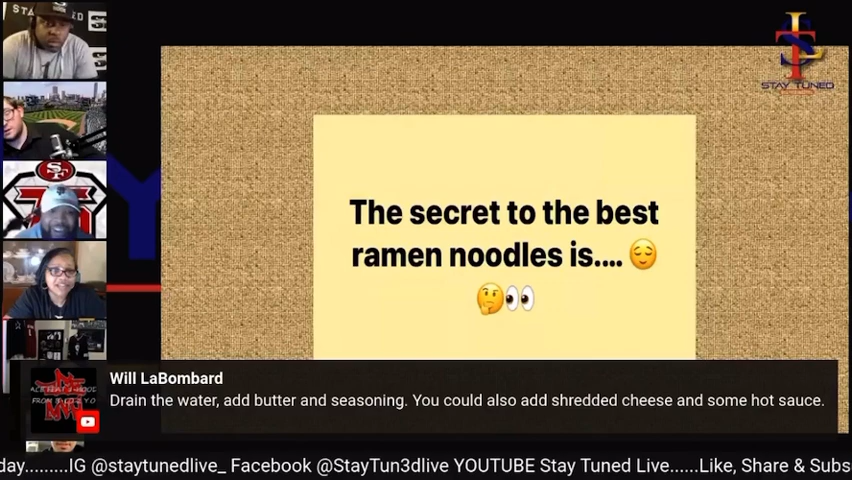 STAY TUNED
The secret to the best
ramen noodles is.... 😌
🤔👀
Will LaBombard
Drain the water, add butter and seasoning. You could also add shredded cheese and some hot sauce.
day.........IG @staytunedlive_ Facebook @StayTun3dlive YOUTUBE Stay Tuned Live......Like, Share & Subs